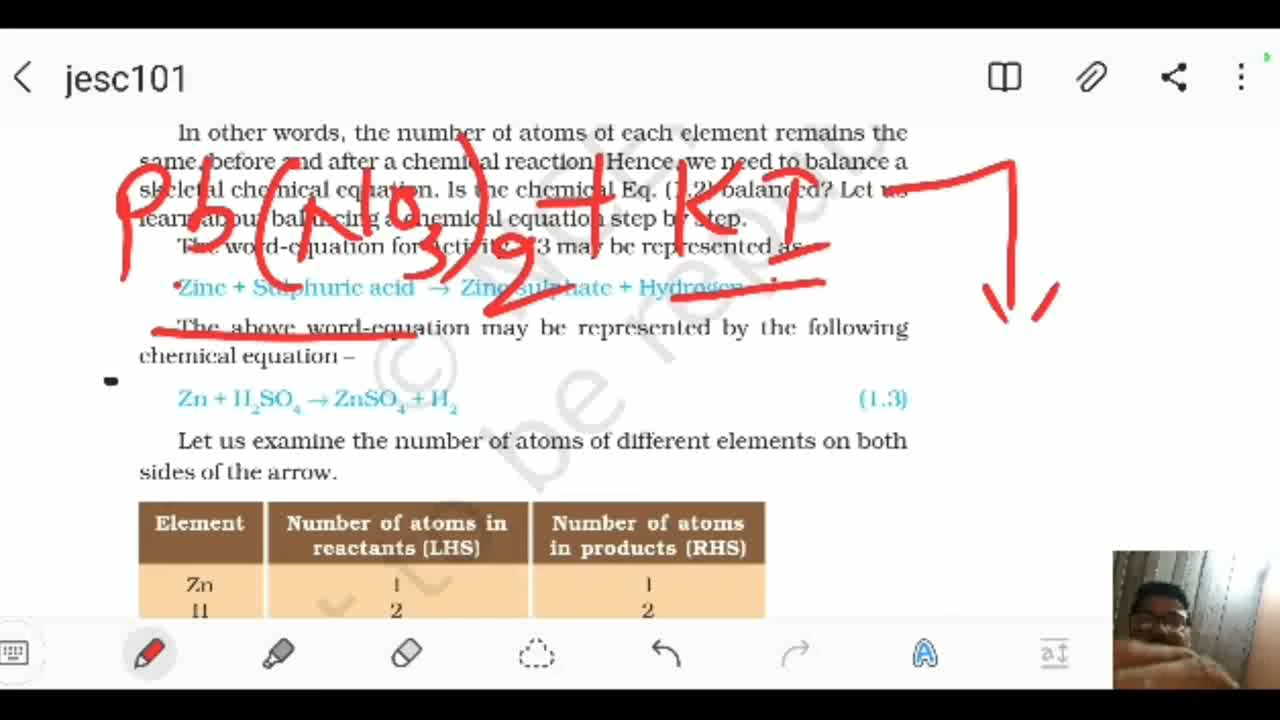 jesc101
In other words, the number of atoms of each element remains the
same, before and after a chemical reaction. Hence, we need to balance a
skeletal chemical equation. Is the chemical Eq. (1.2) balanced? Let us
learn about balancing a chemical equation step by step.
Pb(NO3)2 + KI
The word-equation for Activity 1.3 may be represented as –
Zinc + Sulphuric acid → Zinc sulphate + Hydrogen
The above word-equation may be represented by the following
chemical equation –
Zn + H₂SO₄ → ZnSO₄ + H₂ (1.3)
Let us examine the number of atoms of different elements on both
sides of the arrow.
Element Number of atoms in reactants (LHS) Number of atoms in products (RHS)
Zn 1 1
H 2 2